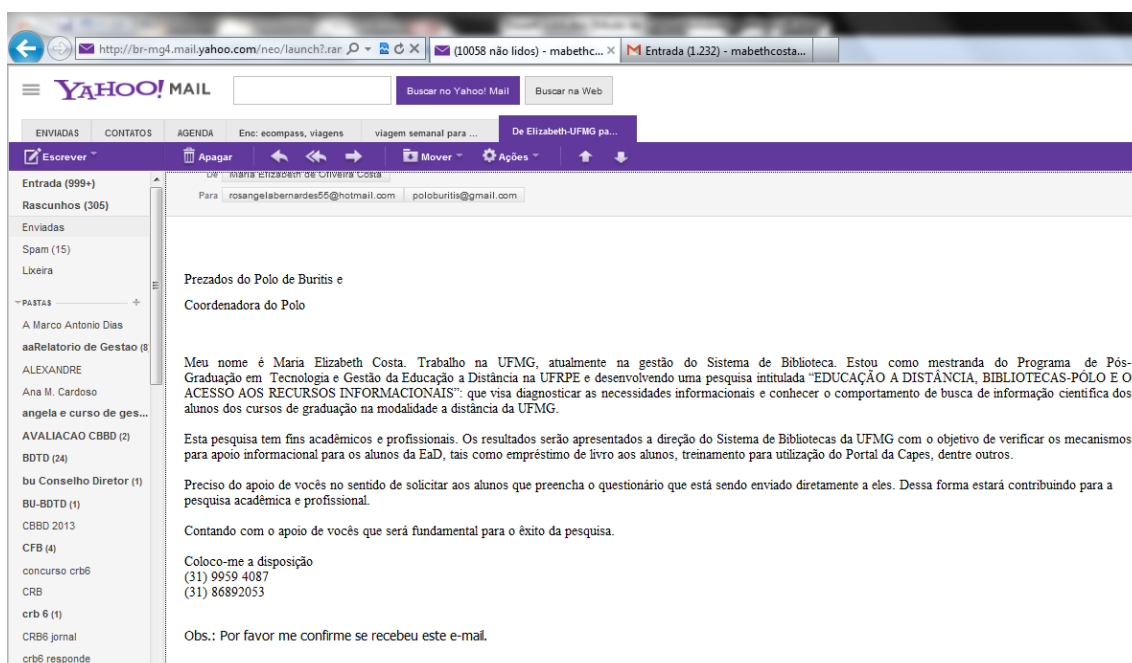 http://br-mg4.mail.yahoo.com/neo/launch?.rar
(10058 não lidos) - mabethc...
Entrada (1.232) - mabethcosta...
YAHOO! MAIL
Buscar no Yahoo! Mail
Buscar na Web
ENVIADAS
CONTATOS
AGENDA
Enc: ecompass, viagens
viagem semanal para ...
De Elizabeth-UFMG pa...
Escrever
Apagar
Mover
Ações
Entrada (999+)
Rascunhos (305)
Enviadas
Spam (15)
Lixeira
PASTAS
A Marco Antonio Dias
aaRelatorio de Gestao (8
ALEXANDRE
Ana M. Cardoso
angela e curso de ges...
AVALIACAO CBBD (2)
BDTD (24)
bu Conselho Diretor (1)
BU-BDTD (1)
CBBD 2013
CFB (4)
concurso crb6
CRB
crb 6 (1)
CRB6 jornal
crb6 responde
De Maria Elizabeth de Oliveira Costa
Para rosangelabernardes55@hotmail.com poloburitis@gmail.com
Prezados do Polo de Buritis e
Coordenadora do Polo
Meu nome é Maria Elizabeth Costa. Trabalho na UFMG, atualmente na gestão do Sistema de Biblioteca. Estou como mestranda do Programa de Pós-
Graduação em Tecnologia e Gestão da Educação a Distância na UFRPE e desenvolvendo uma pesquisa intitulada “EDUCAÇÃO A DISTÂNCIA, BIBLIOTECAS-PÓLO E O
ACESSO AOS RECURSOS INFORMACIONAIS”: que visa diagnosticar as necessidades informacionais e conhecer o comportamento de busca de informação científica dos
alunos dos cursos de graduação na modalidade a distância da UFMG.
Esta pesquisa tem fins acadêmicos e profissionais. Os resultados serão apresentados a direção do Sistema de Bibliotecas da UFMG com o objetivo de verificar os mecanismos
para apoio informacional para os alunos da EaD, tais como empréstimo de livro aos alunos, treinamento para utilização do Portal da Capes, dentre outros.
Preciso do apoio de vocês no sentido de solicitar aos alunos que preencha o questionário que está sendo enviado diretamente a eles. Dessa forma estará contribuindo para a
pesquisa acadêmica e profissional.
Contando com o apoio de vocês que será fundamental para o êxito da pesquisa.
Coloco-me a disposição
(31) 9959 4087
(31) 86892053
Obs.: Por favor me confirme se recebeu este e-mail.